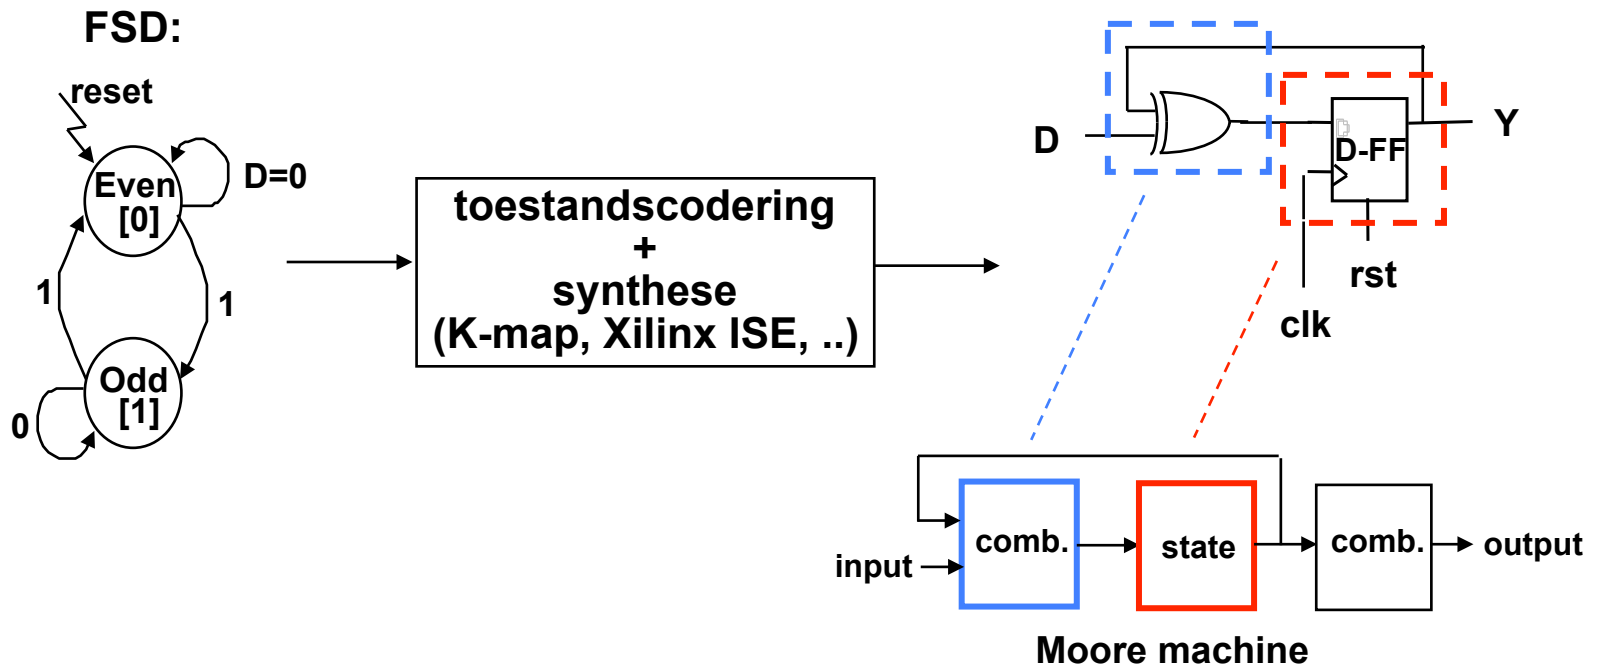 FSD:
reset
Even
[0]
D=0
1
1
Odd
[1]
0
toestandscodering
+
synthese
(K-map, Xilinx ISE, ..)
D
D-FF
Y
rst
clk
input
comb.
state
comb.
output
Moore machine